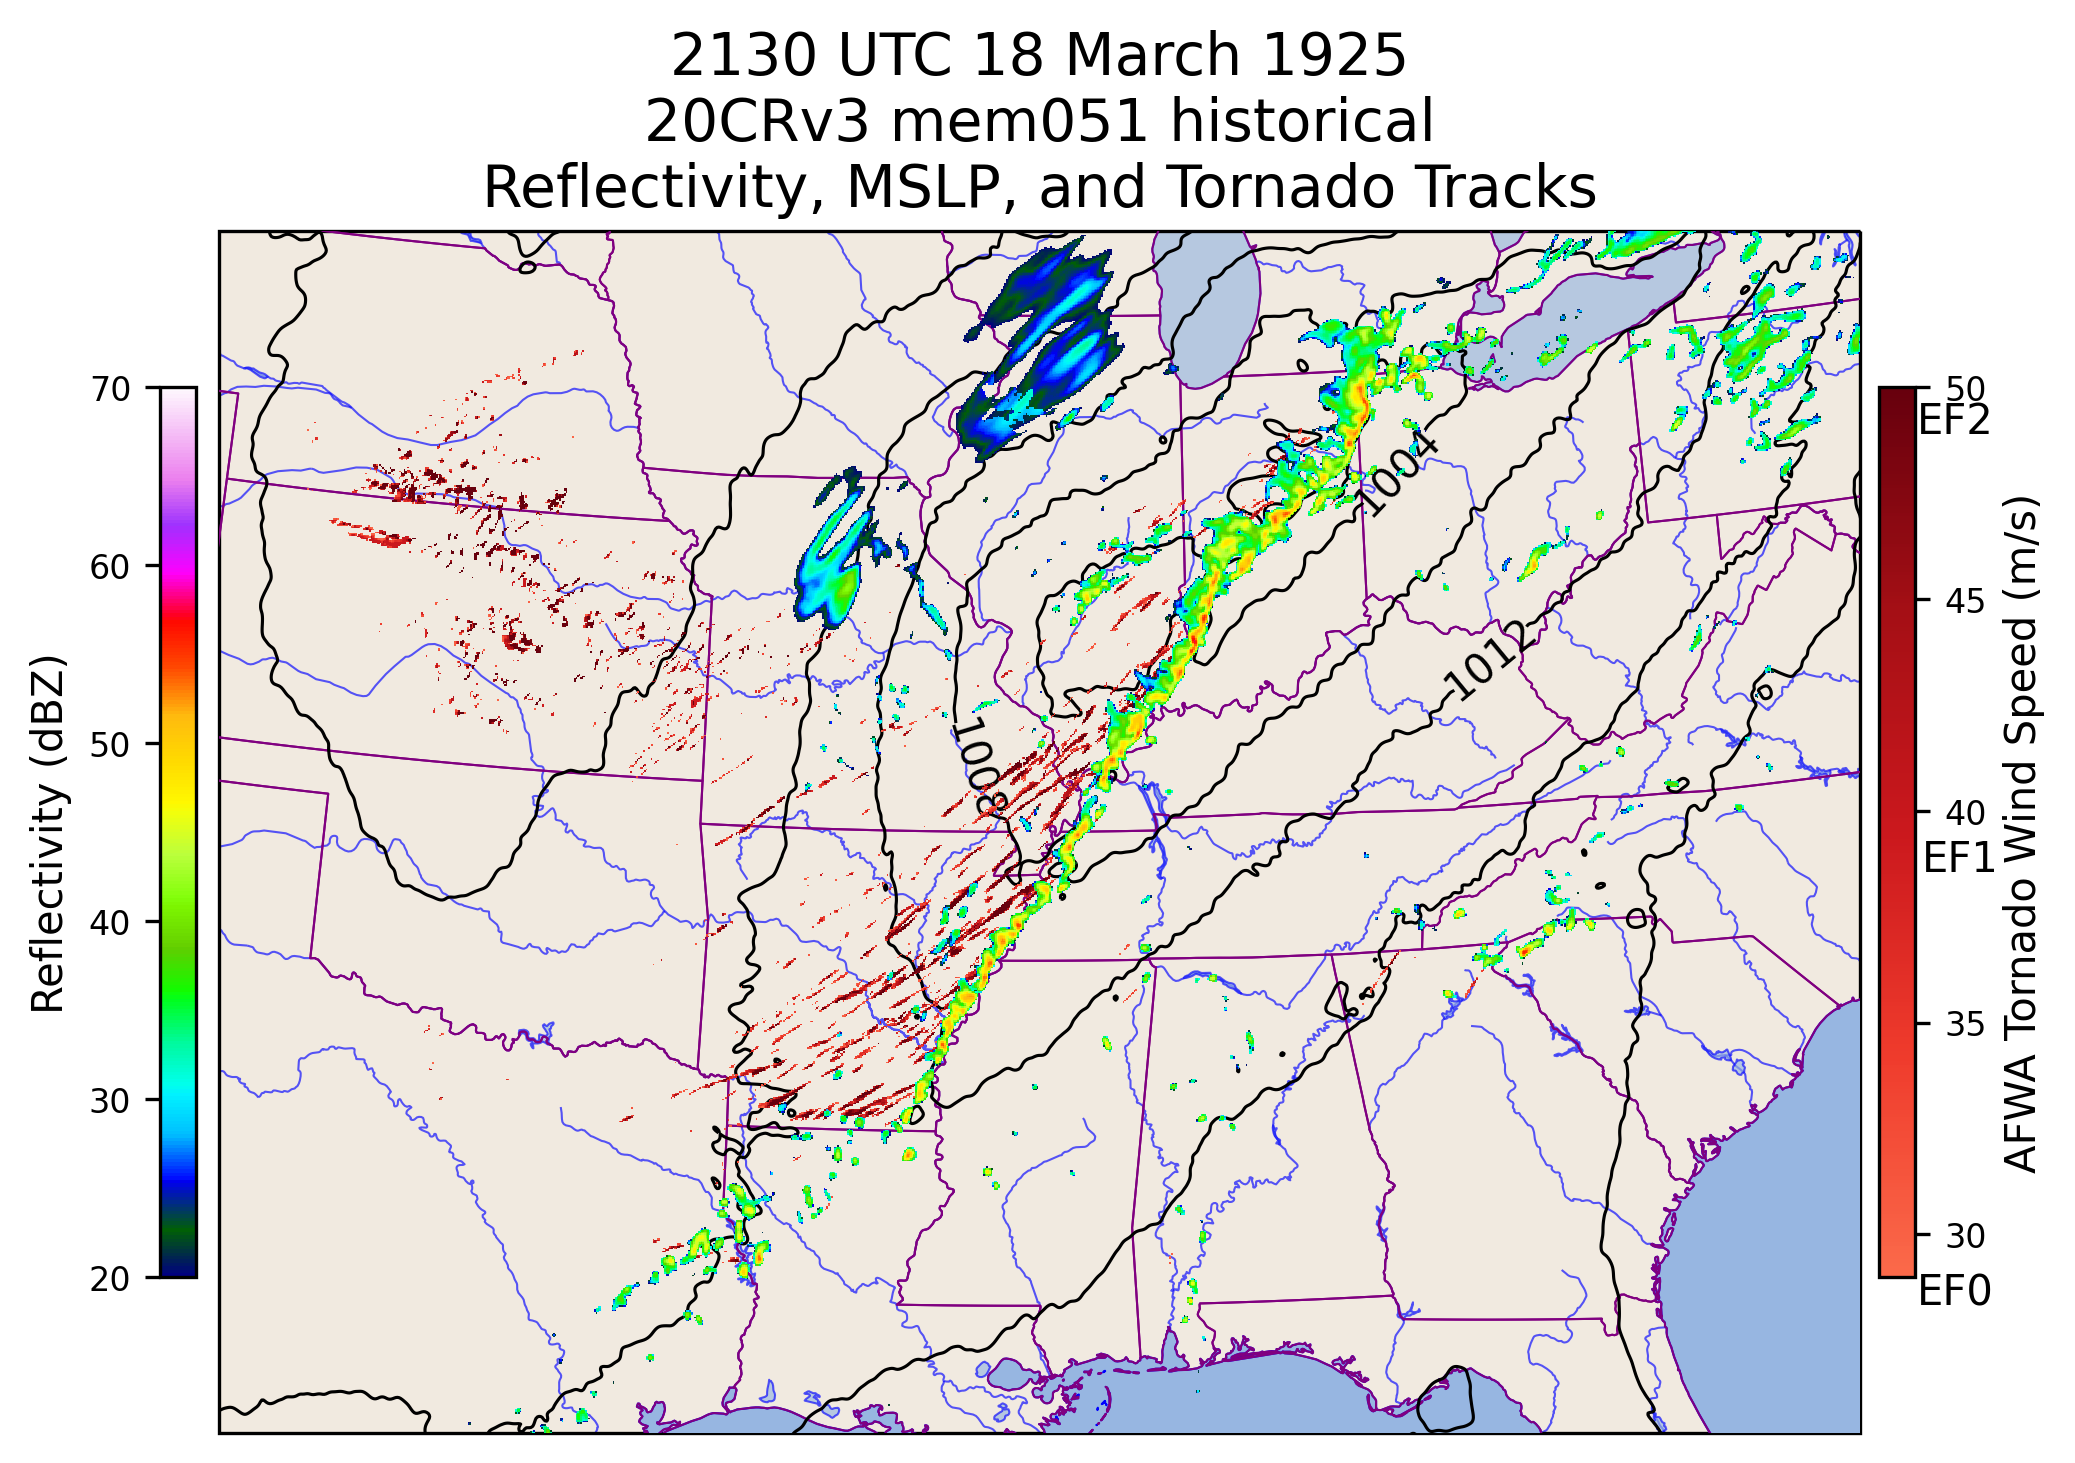 2130 UTC 18 March 1925
20CRv3 mem051 historical
Reflectivity, MSLP, and Tornado Tracks
Reflectivity (dBZ)
70
60
50
40
30
20
1004
1012
1008
50
EF2
45
40
EF1
35
30
EF0
AFWA Tornado Wind Speed (m/s)